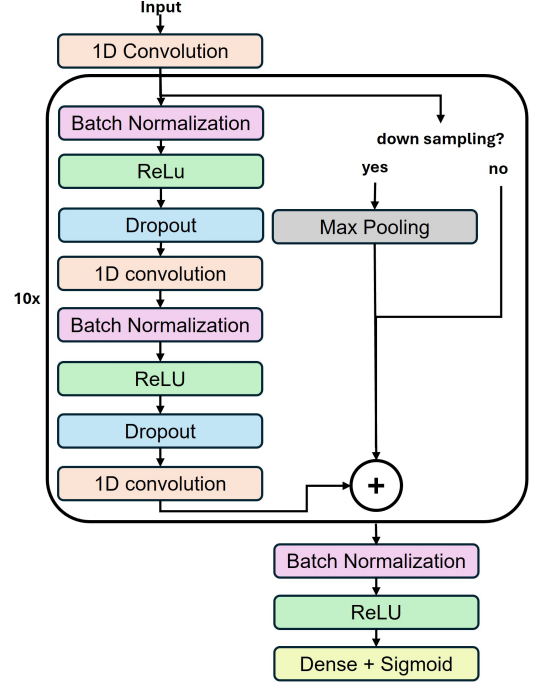 Input
1D Convolution
Batch Normalization
ReLu
Dropout
1D convolution
Batch Normalization
ReLU
Dropout
1D convolution
10x
down sampling?
yes
no
Max Pooling
+
Batch Normalization
ReLU
Dense + Sigmoid